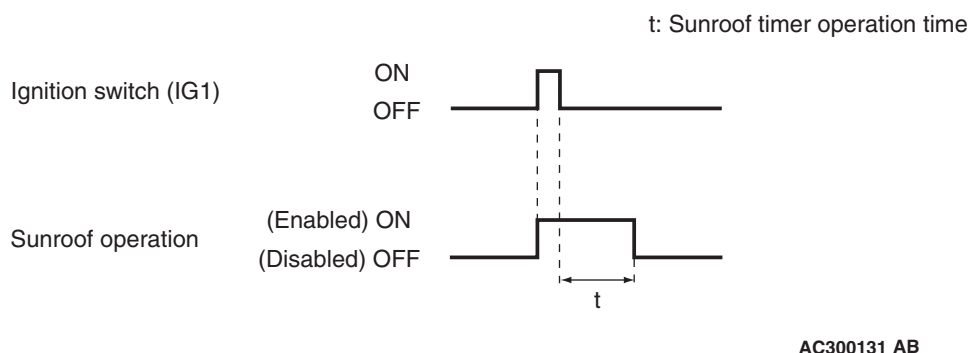 t: Sunroof timer operation time
Ignition switch (IG1)
ON
OFF
Sunroof operation
(Enabled) ON
(Disabled) OFF
t
AC300131 AB